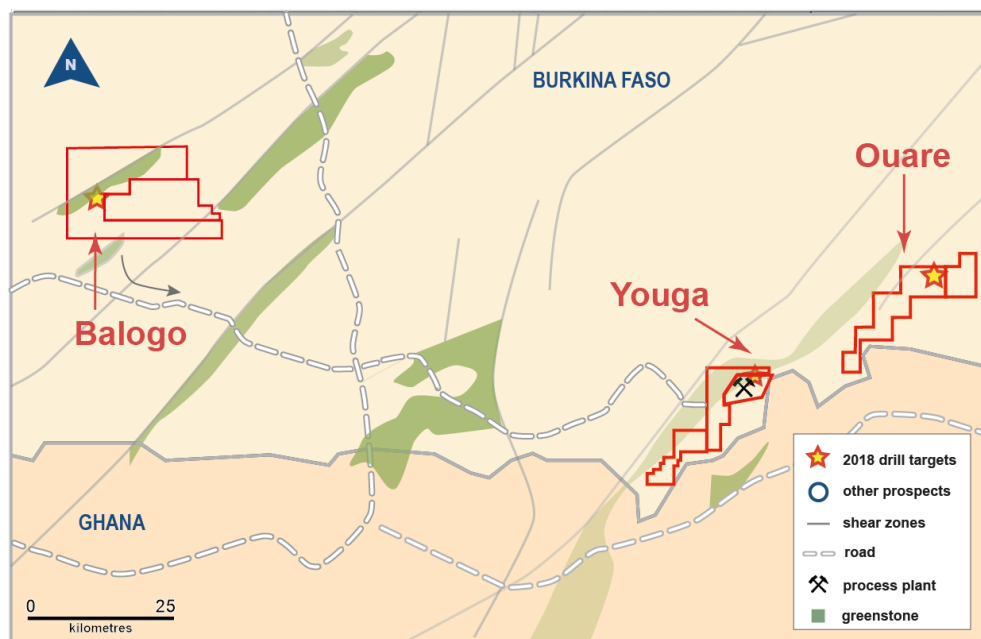 N
BURKINA FASO
Ouare
Youga
Balogo
GHANA
2018 drill targets
other prospects
shear zones
road
process plant
greenstone
0 25
kilometres